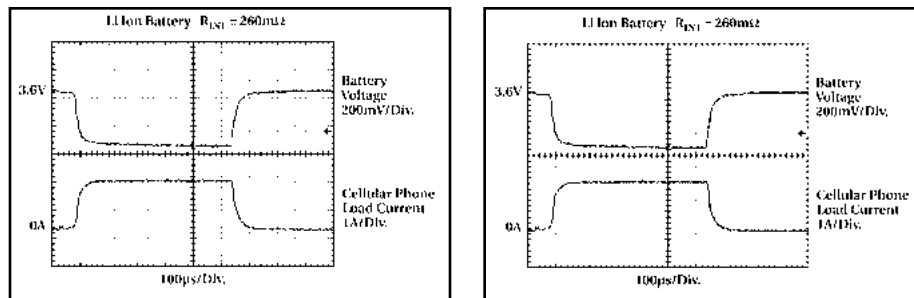 LI Ion Battery RINT = 260mΩ
3.6V
Battery
Voltage
200mV/Div.
0A
Cellular Phone
Load Current
1A/Div.
100µs/Div.
LI Ion Battery RINT = 260mΩ
3.6V
Battery
Voltage
200mV/Div.
0A
Cellular Phone
Load Current
1A/Div.
100µs/Div.